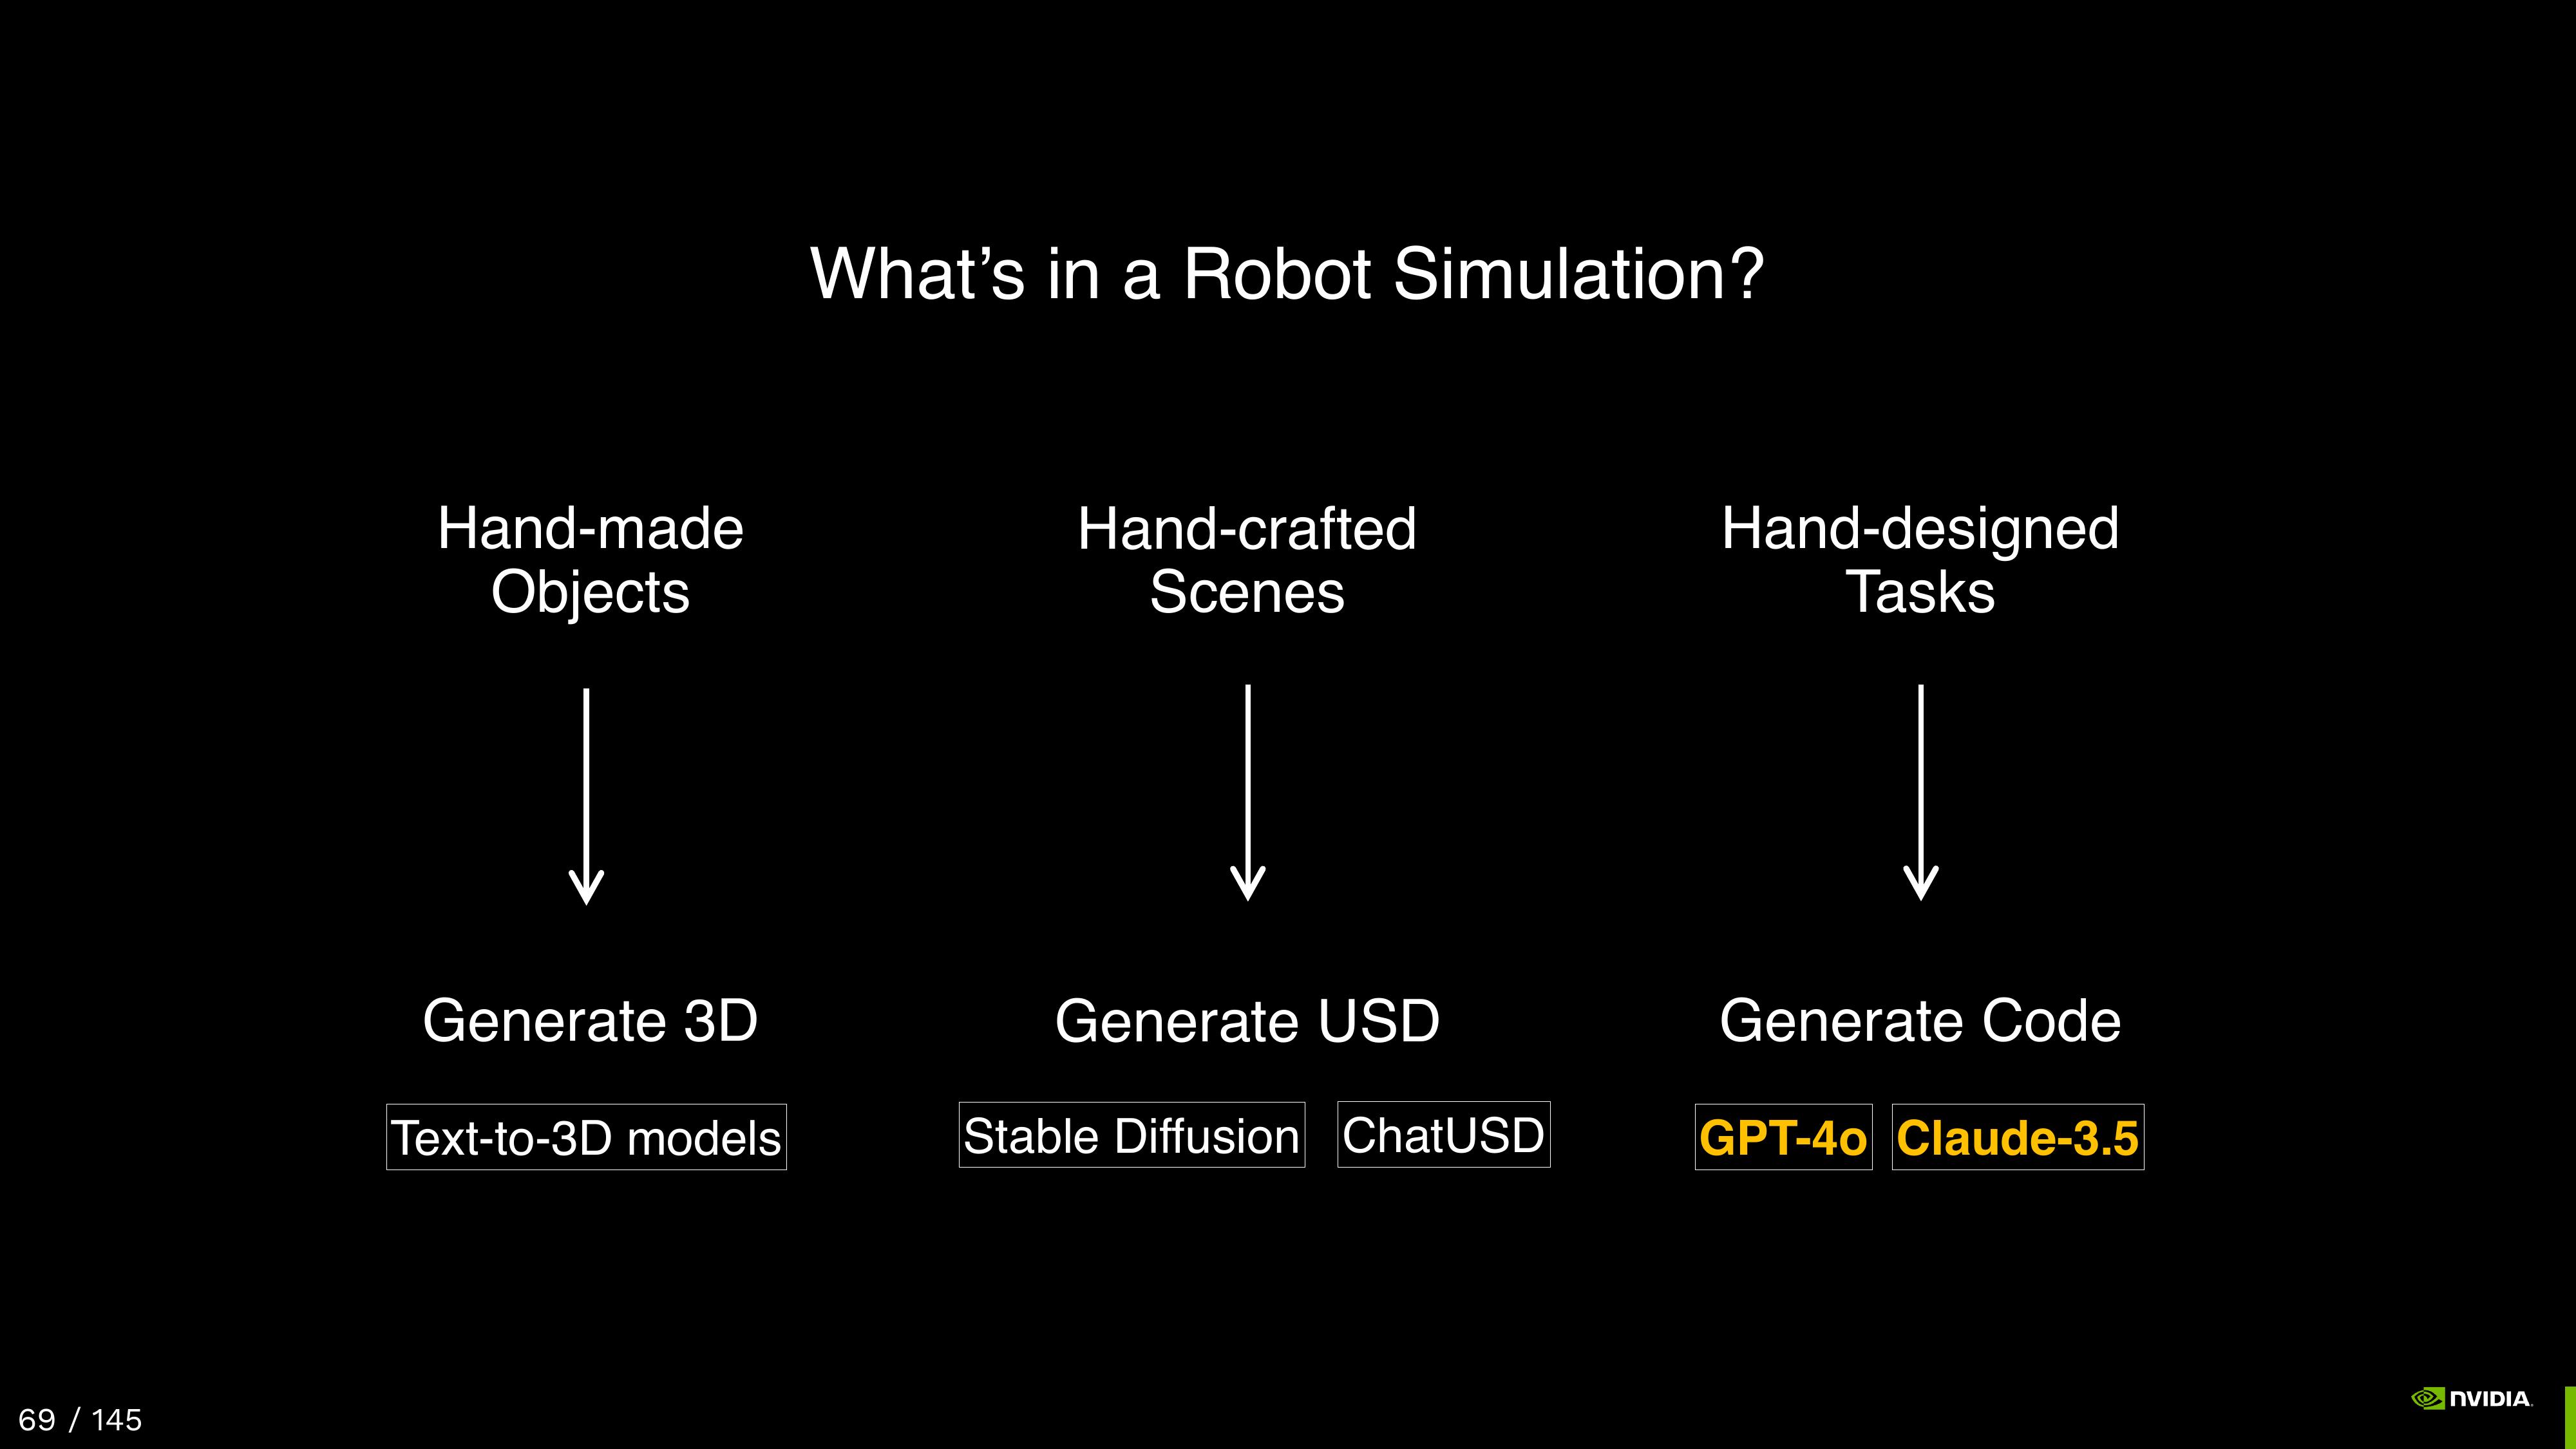 What’s in a Robot Simulation?
Hand-made
Objects
Hand-crafted
Scenes
Hand-designed
Tasks
Generate 3D
Generate USD
Generate Code
Text-to-3D models
Stable Diffusion
ChatUSD
GPT-4o
Claude-3.5
69 / 145
NVIDIA.